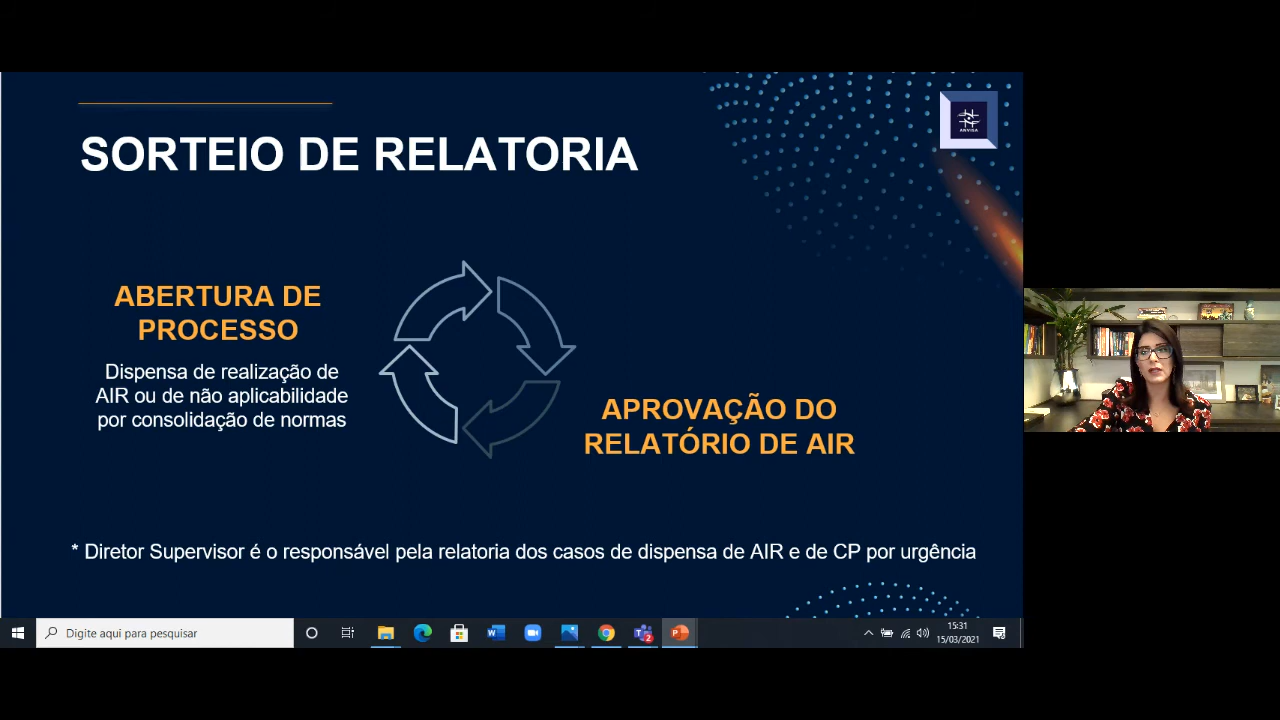 ANVISA
SORTEIO DE RELATORIA
ABERTURA DE
PROCESSO
Dispensa de realização de
AIR ou de não aplicabilidade
por consolidação de normas
APROVAÇÃO DO
RELATÓRIO DE AIR
* Diretor Supervisor é o responsável pela relatoria dos casos de dispensa de AIR e de CP por urgência
Digite aqui para pesquisar
2
15:31
15/03/2021